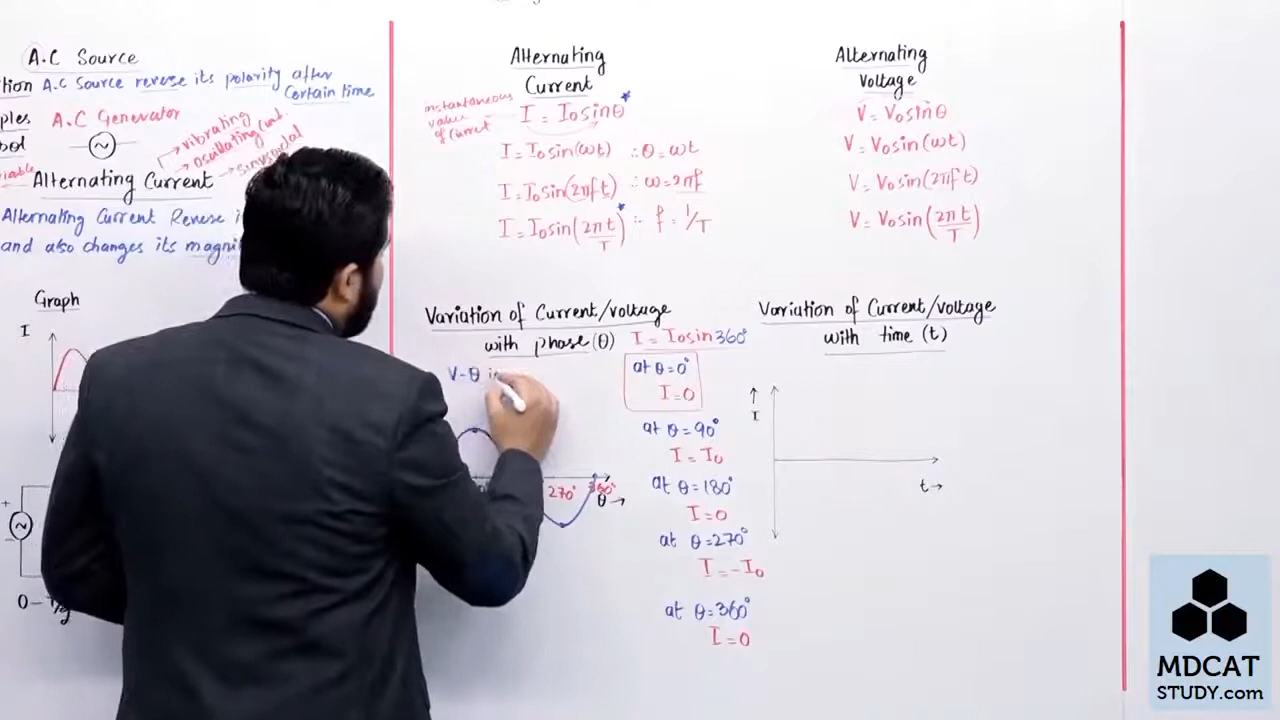 A.C Source
tion A.C Source reverse its polarity after
Certain time
ples A.C Generator
bol
vibrating
oscillating
sinusoidal
Alternating Current
Alternating Current Reverse
and also changes its
Graph
I
+
Alternating
Current
instantaneous
value
of Current
I = I₀sinθ*
I = I₀sin(ωt) ∴ θ = ωt
I = I₀sin(2πft) ∴ ω = 2πf
I = I₀sin(2πt/T)* ∴ f = 1/T
Alternating
Voltage
V = V₀sinθ
V = V₀sin(ωt)
V = V₀sin(2πft)
V = V₀sin(2πt/T)
Variation of Current/voltage
with phase (θ)
I = I₀sin360°
V-θ
at θ=0°
I=0
at θ=90°
I = I₀
at θ=180°
I=0
at θ=270°
I = -I₀
at θ=360°
I=0
270° 360°
θ→
Variation of Current/voltage
with time (t)
↑
I
t→
MDCAT
STUDY.com